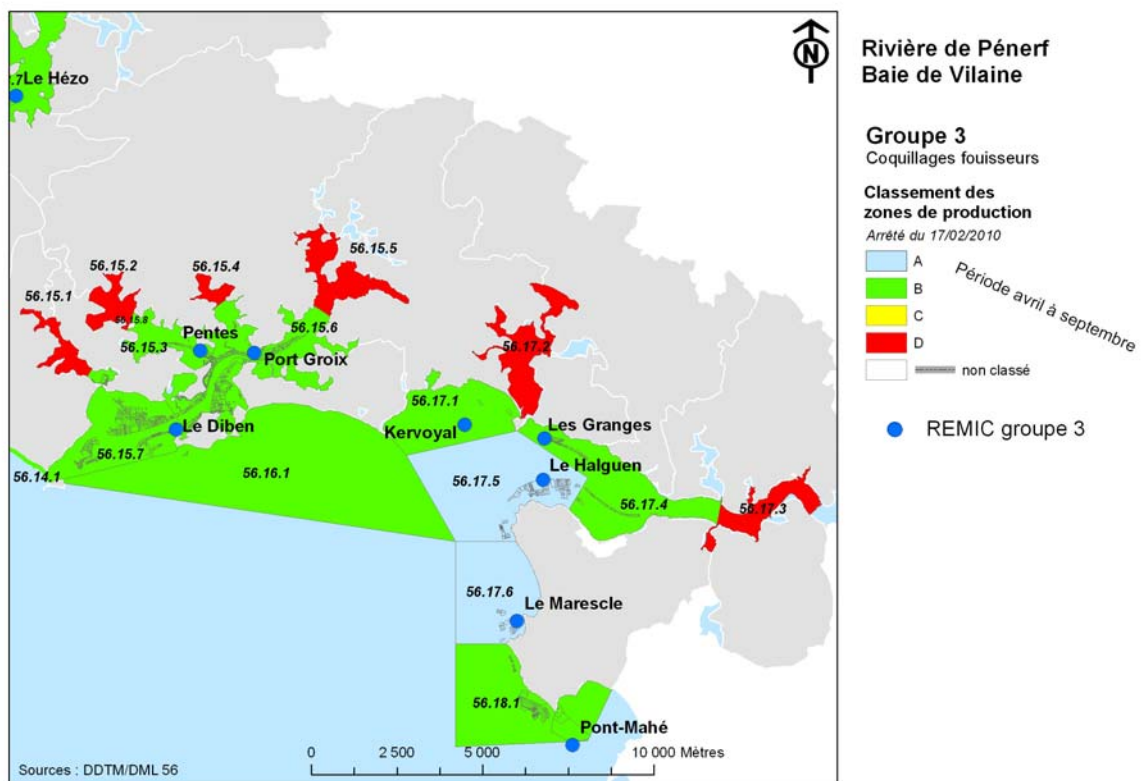 Rivière de Pénerf
Baie de Vilaine
Groupe 3
Coquillages fouisseurs
Classement des
zones de production
Arrêté du 17/02/2010
A
B
C
D
non classé
Période avril à septembre
REMIC groupe 3
N
.7
Le Hézo
56.15.5
56.15.2
56.15.4
56.15.1
56.15.8
56.15.6
Pentes
56.15.3
Port Groix
56.17.2
56.17.1
Le Diben
Kervoyal
Les Granges
56.15.7
Le Halguen
56.14.1
56.16.1
56.17.5
56.17.4
56.17.3
56.17.6
Le Marescle
56.18.1
Pont-Mahé
0
2 500
5 000
10 000 Mètres
Sources : DDTM/DML 56